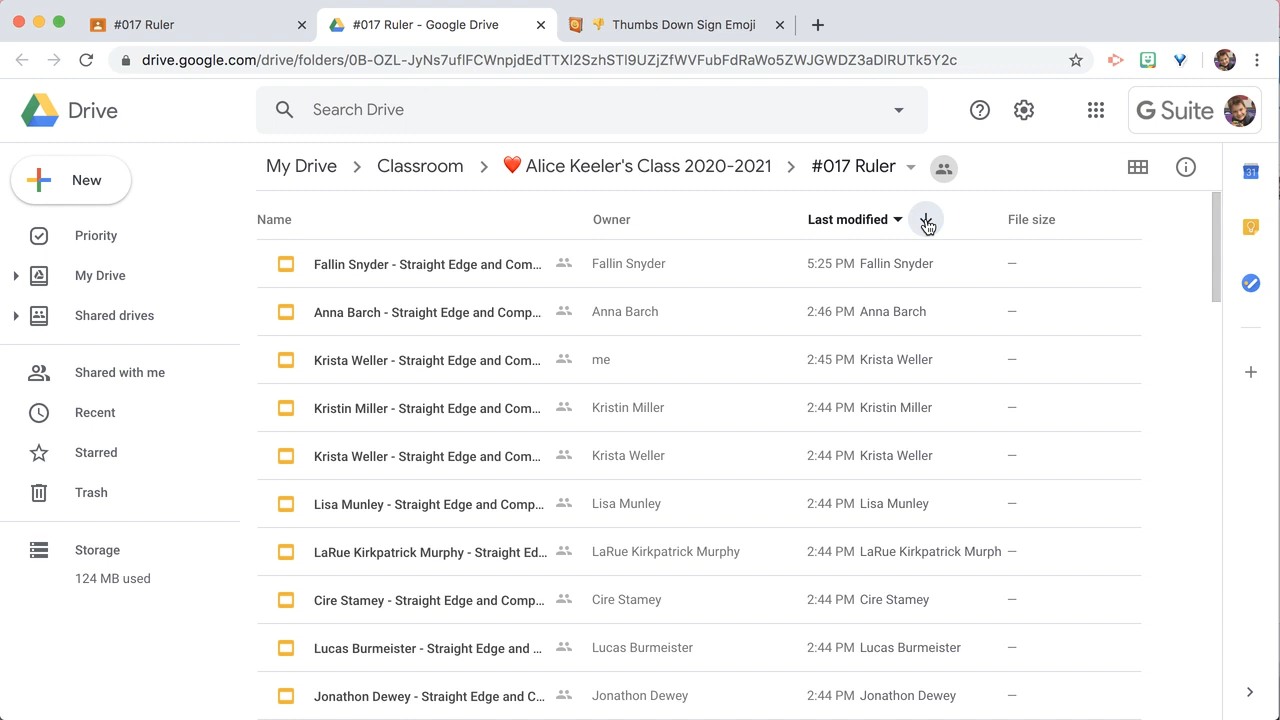 #017 Ruler
#017 Ruler - Google Drive
Thumbs Down Sign Emoji
drive.google.com/drive/folders/0B-OZL-JyNs7uflFCWnpjdEdTTXl2SzhSTl9UZjZfWVFubFdRaWo5ZWJGWDZ3aDlRUTk5Y2c
Drive
Search Drive
G Suite
New
My Drive
Classroom
❤️ Alice Keeler's Class 2020-2021
#017 Ruler
31
Priority
My Drive
Shared drives
Shared with me
Recent
Starred
Trash
Storage
124 MB used
Name Owner Last modified File size
Fallin Snyder - Straight Edge and Com... Fallin Snyder 5:25 PM Fallin Snyder —
Anna Barch - Straight Edge and Comp... Anna Barch 2:46 PM Anna Barch —
Krista Weller - Straight Edge and Com... me 2:45 PM Krista Weller —
Kristin Miller - Straight Edge and Com... Kristin Miller 2:44 PM Kristin Miller —
Krista Weller - Straight Edge and Com... Krista Weller 2:44 PM Krista Weller —
Lisa Munley - Straight Edge and Comp... Lisa Munley 2:44 PM Lisa Munley —
LaRue Kirkpatrick Murphy - Straight Ed... LaRue Kirkpatrick Murphy 2:44 PM LaRue Kirkpatrick Murph —
Cire Stamey - Straight Edge and Comp... Cire Stamey 2:44 PM Cire Stamey —
Lucas Burmeister - Straight Edge and ... Lucas Burmeister 2:44 PM Lucas Burmeister —
Jonathon Dewey - Straight Edge and C... Jonathon Dewey 2:44 PM Jonathon Dewey —